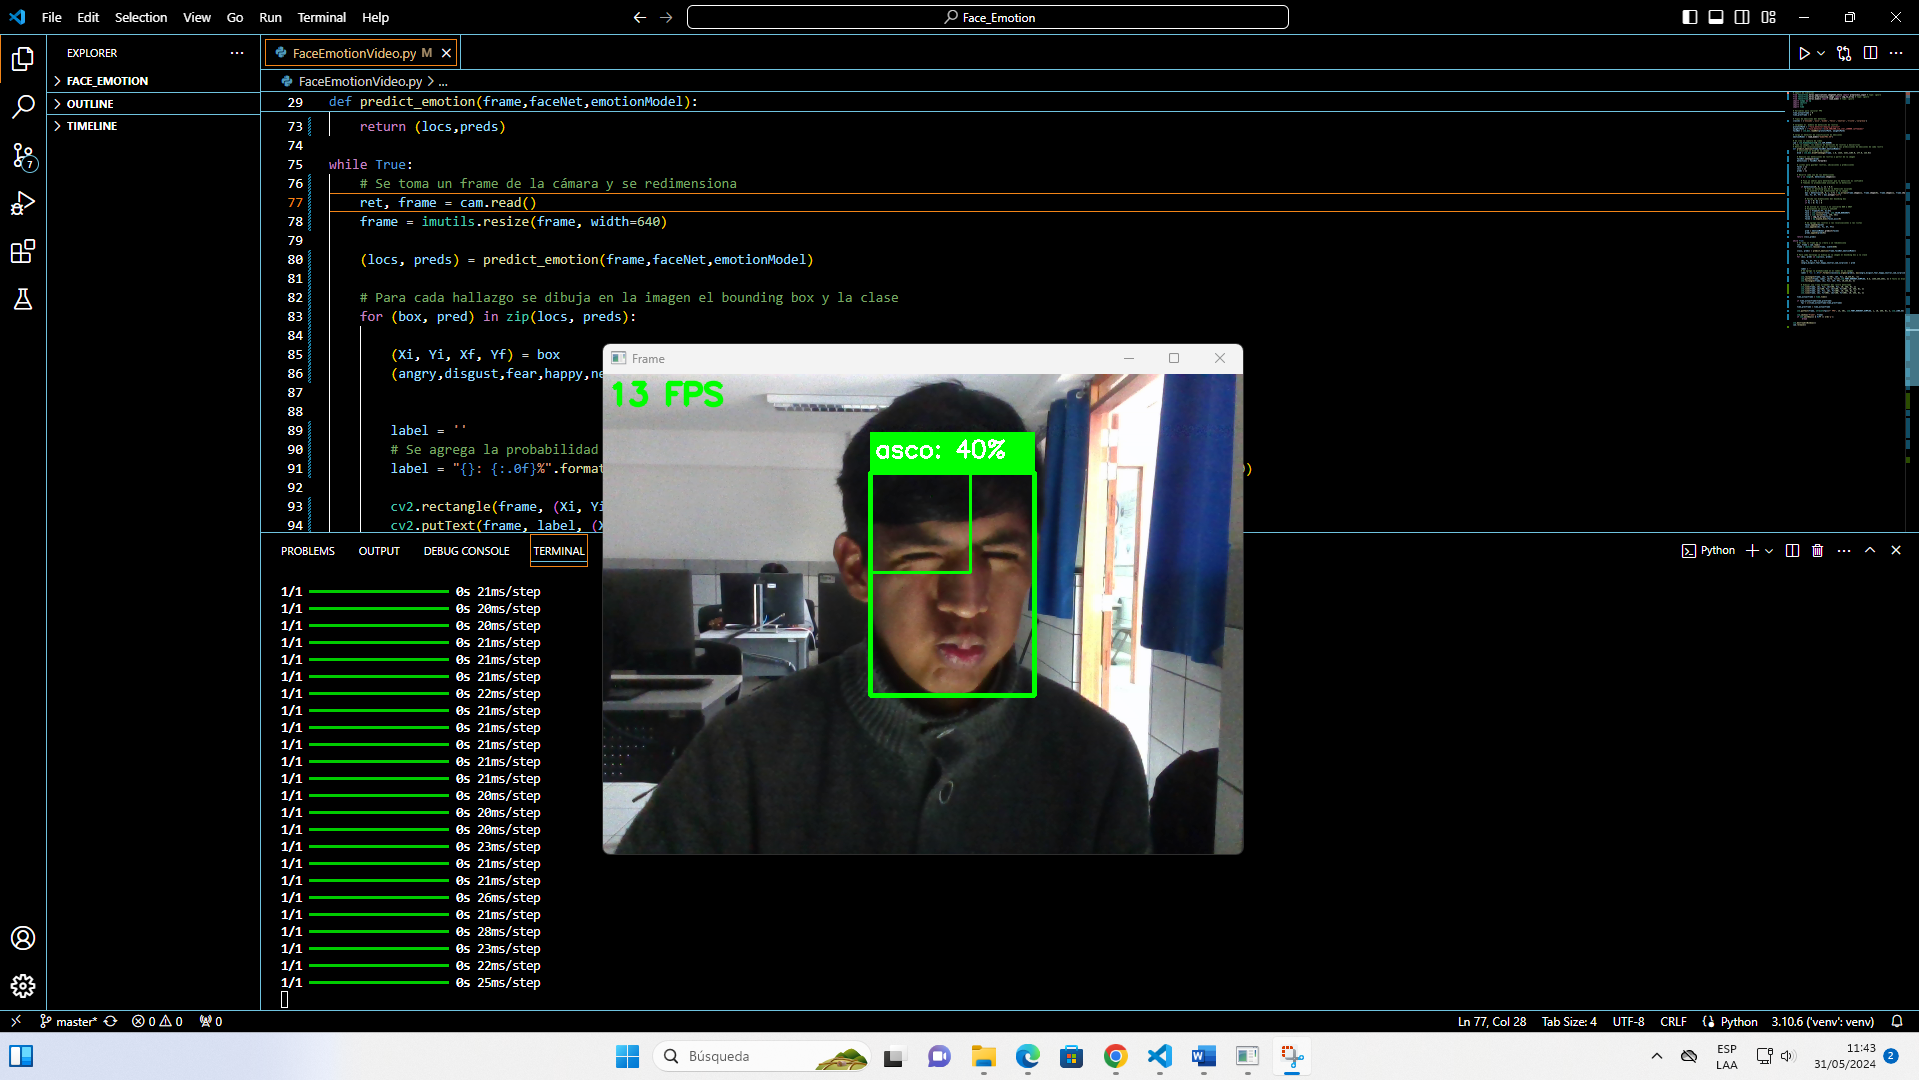 File Edit Selection View Go Run Terminal Help
Face_Emotion
EXPLORER
FACE_EMOTION
OUTLINE
TIMELINE
7
FaceEmotionVideo.py M
FaceEmotionVideo.py > ...
29 def predict_emotion(frame,faceNet,emotionModel):
73 return (locs,preds)
74
75 while True:
76 # Se toma un frame de la cámara y se redimensiona
77 ret, frame = cam.read()
78 frame = imutils.resize(frame, width=640)
79
80 (locs, preds) = predict_emotion(frame,faceNet,emotionModel)
81
82 # Para cada hallazgo se dibuja en la imagen el bounding box y la clase
83 for (box, pred) in zip(locs, preds):
84
85 (Xi, Yi, Xf, Yf) = box
86 (angry,disgust,fear,happy,ne
87
88
89 label = ''
90 # Se agrega la probabilidad
91 label = "{}: {:.0f}%".format
92
93 cv2.rectangle(frame, (Xi, Yi
94 cv2.putText(frame, label, (X
Frame
13 FPS
asco: 40%
PROBLEMS OUTPUT DEBUG CONSOLE TERMINAL
Python
1/1 0s 21ms/step
1/1 0s 20ms/step
1/1 0s 20ms/step
1/1 0s 21ms/step
1/1 0s 21ms/step
1/1 0s 21ms/step
1/1 0s 22ms/step
1/1 0s 21ms/step
1/1 0s 21ms/step
1/1 0s 21ms/step
1/1 0s 21ms/step
1/1 0s 21ms/step
1/1 0s 20ms/step
1/1 0s 20ms/step
1/1 0s 20ms/step
1/1 0s 23ms/step
1/1 0s 21ms/step
1/1 0s 21ms/step
1/1 0s 26ms/step
1/1 0s 21ms/step
1/1 0s 28ms/step
1/1 0s 23ms/step
1/1 0s 22ms/step
1/1 0s 25ms/step
master* 0 0 0
Ln 77, Col 28 Tab Size: 4 UTF-8 CRLF Python 3.10.6 ('venv': venv)
Búsqueda
ESP
LAA
11:43
31/05/2024
2